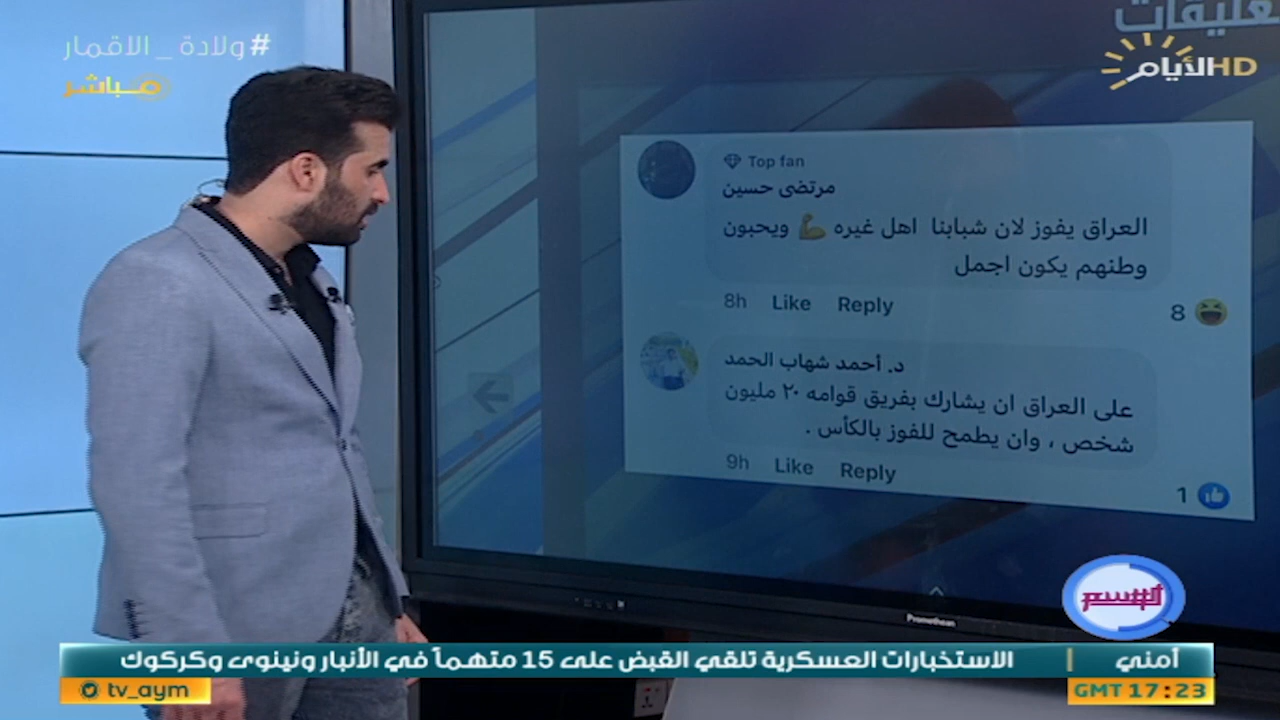 #ولادة_الاقمار
مباشر
تعليقات
الأيام HD
Top fan
مرتضى حسين
العراق يفوز لان شبابنا اهل غيره 💪 ويحبون
وطنهم يكون اجمل
8h Like Reply
8
د. أحمد شهاب الحمد
على العراق ان يشارك بفريق قوامه ٢٠ مليون
شخص ، وان يطمح للفوز بالكأس .
9h Like Reply
1
Promethean
أمني | الاستخبارات العسكرية تلقي القبض على 15 متهماً في الأنبار ونينوى وكركوك
tv_aym
GMT 17:23